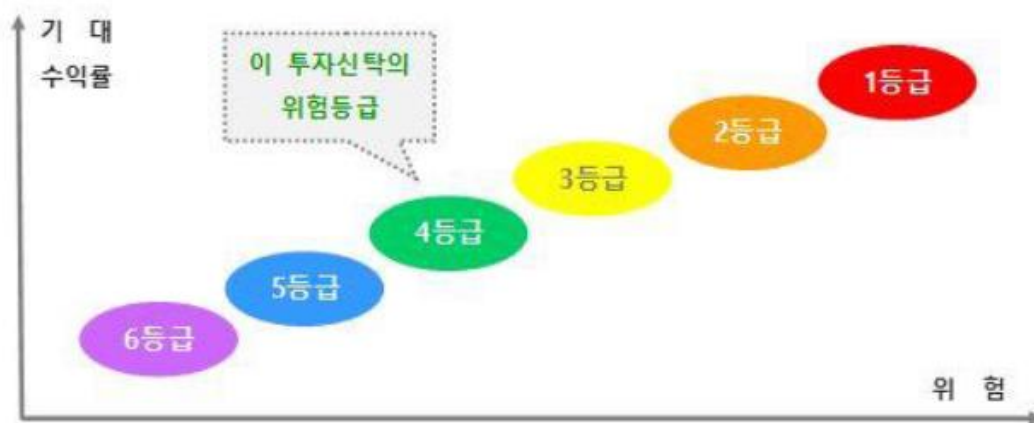 기 대
수익률
이 투자신탁의
위험등급
1등급
2등급
3등급
4등급
5등급
6등급
위 험